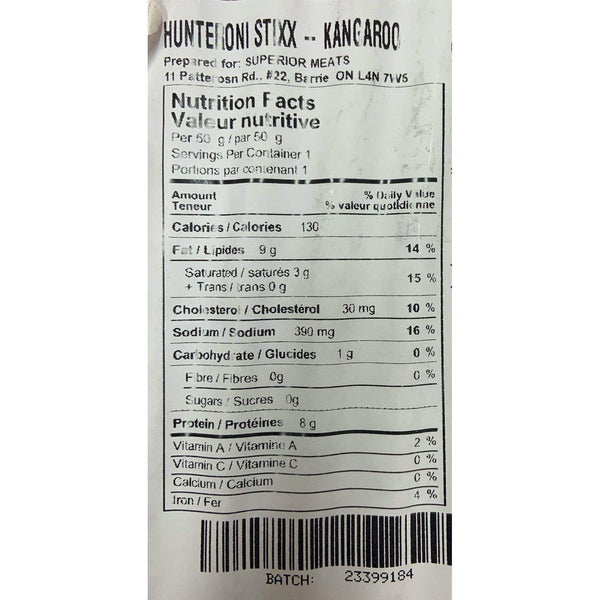 HUNTERONI STIXX -- KANGAROO
Prepared for: SUPERIOR MEATS
11 Patterosn Rd., #22, Barrie ON L4N 7W5
Nutrition Facts
Valeur nutritive
Per 50 g / par 50 g
Servings Per Container 1
Portions par contenant 1
Amount % Daily Value
Teneur % valeur quotidienne
Calories / Calories 130
Fat / Lipides 9 g 14 %
Saturated / saturés 3 g 15 %
+ Trans / trans 0 g
Cholesterol / Cholestérol 30 mg 10 %
Sodium / Sodium 390 mg 16 %
Carbohydrate / Glucides 1 g 0 %
Fibre / Fibres 0g 0 %
Sugars / Sucres 0g
Protein / Protéines 8 g
Vitamin A / Vitamine A 2 %
Vitamin C / Vitamine C 0 %
Calcium / Calcium 0 %
Iron / Fer 4 %
BATCH: 23399184